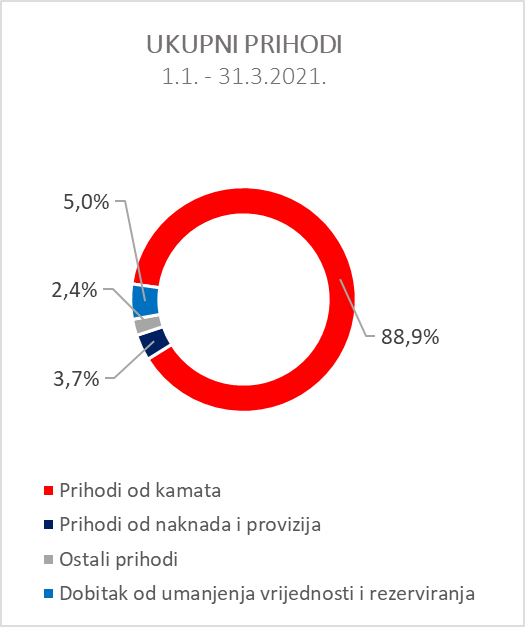 UKUPNI PRIHODI
1.1. - 31.3.2021.
5,0%
2,4%
88,9%
3,7%
Prihodi od kamata
Prihodi od naknada i provizija
Ostali prihodi
Dobitak od umanjenja vrijednosti i rezerviranja